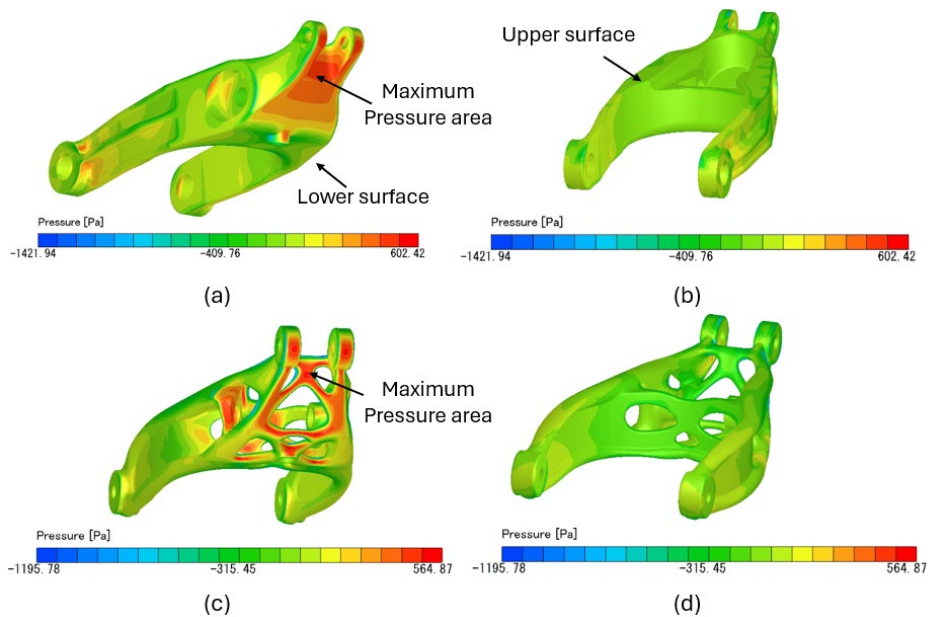 Maximum
Pressure area
Lower surface
Pressure [Pa]
-1421.94 -409.76 602.42
(a)
Upper surface
Pressure [Pa]
-1421.94 -409.76 602.42
(b)
Maximum
Pressure area
Pressure [Pa]
-1195.78 -315.45 564.87
(c)
Pressure [Pa]
-1195.78 -315.45 564.87
(d)